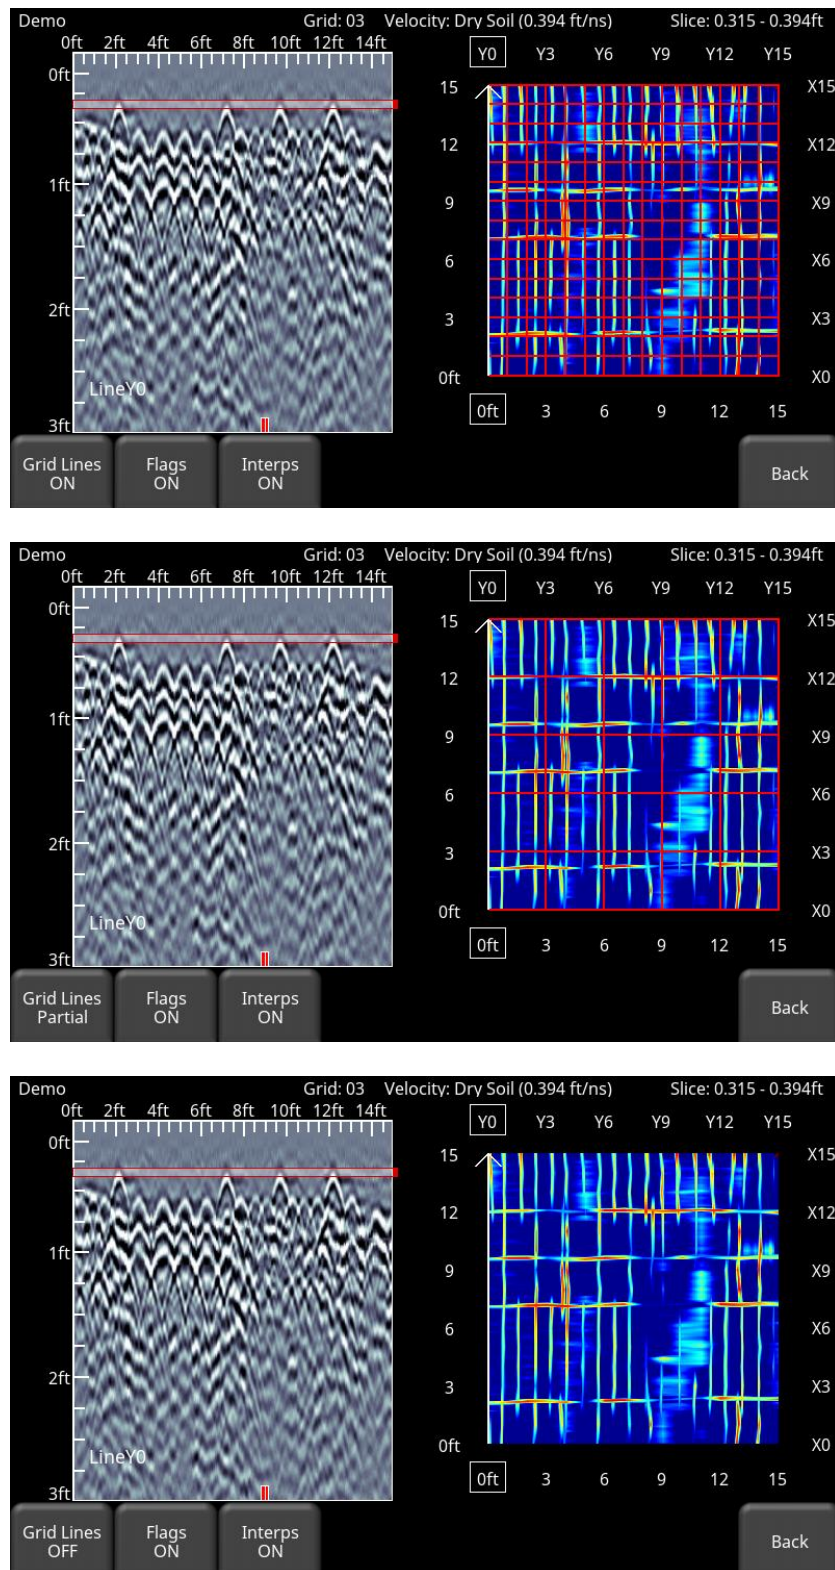 Demo Grid: 03 Velocity: Dry Soil (0.394 ft/ns) Slice: 0.315 - 0.394ft
0ft 2ft 4ft 6ft 8ft 10ft 12ft 14ft Y0 Y3 Y6 Y9 Y12 Y15
0ft 15 X15
12 X12
1ft
9 X9
6 X6
2ft
3 X3
LineY0
0ft X0
3ft 0ft 3 6 9 12 15
Grid Lines Flags Interps
ON ON ON
Back
Demo Grid: 03 Velocity: Dry Soil (0.394 ft/ns) Slice: 0.315 - 0.394ft
0ft 2ft 4ft 6ft 8ft 10ft 12ft 14ft Y0 Y3 Y6 Y9 Y12 Y15
0ft 15 X15
12 X12
1ft
9 X9
6 X6
2ft
3 X3
LineY0
0ft X0
3ft 0ft 3 6 9 12 15
Grid Lines Flags Interps
Partial ON ON
Back
Demo Grid: 03 Velocity: Dry Soil (0.394 ft/ns) Slice: 0.315 - 0.394ft
0ft 2ft 4ft 6ft 8ft 10ft 12ft 14ft Y0 Y3 Y6 Y9 Y12 Y15
0ft 15 X15
12 X12
1ft
9 X9
6 X6
2ft
3 X3
LineY0
0ft X0
3ft 0ft 3 6 9 12 15
Grid Lines Flags Interps
OFF ON ON
Back